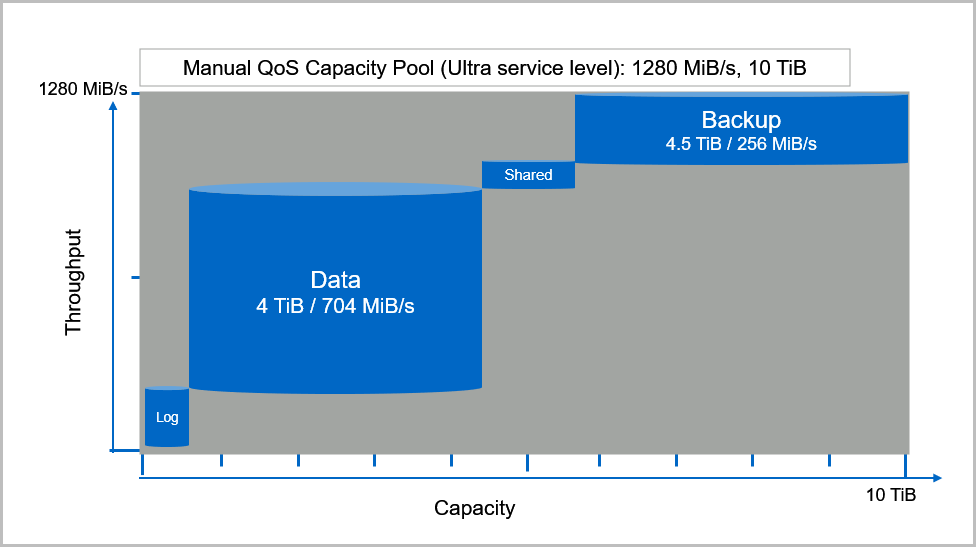 Manual QoS Capacity Pool (Ultra service level): 1280 MiB/s, 10 TiB
1280 MiB/s
Backup
4.5 TiB / 256 MiB/s
Shared
Throughput
Data
4 TiB / 704 MiB/s
Log
10 TiB
Capacity